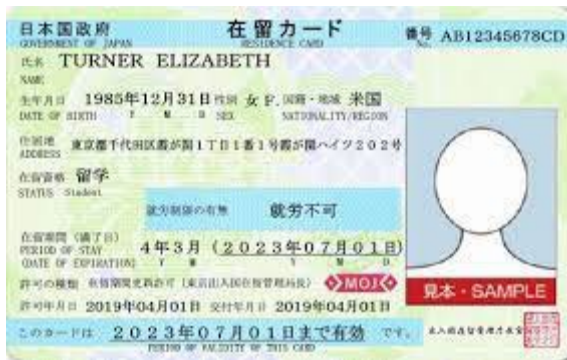 日本国政府 在留カード 番号 AB12345678CD
GOVERNMENT OF JAPAN RESIDENCE CARD No.
氏名 TURNER ELIZABETH
NAME
生年月日 1985年12月31日 性別 女 F. 国籍・地域 米国
DATE OF BIRTH Y M D SEX NATIONALITY/REGION
住居地 東京都千代田区霞が関1丁目1番1号霞が関ハイツ202号
ADDRESS
在留資格 留学
STATUS Student
就労制限の有無 就労不可
在留期間(満了日) 4年3月(2023年07月01日)
PERIOD OF STAY
(DATE OF EXPIRATION) Y M Y M D
許可の種類 在留期間更新許可(東京出入国在留管理局長) MOJ
見本・SAMPLE
許可年月日 2019年04月01日 交付年月日 2019年04月01日
このカードは 2023年07月01日まで有効 です。
PERIOD OF VALIDITY OF THIS CARD
出入国在留管理庁長官